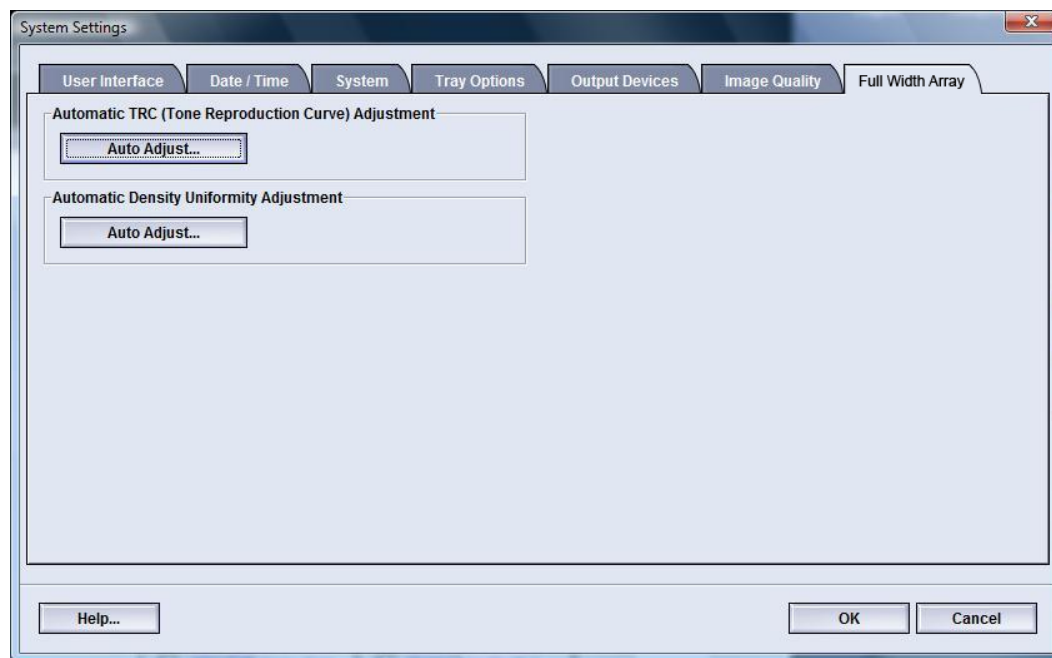 System Settings
User Interface
Date / Time
System
Tray Options
Output Devices
Image Quality
Full Width Array
Automatic TRC (Tone Reproduction Curve) Adjustment
Auto Adjust...
Automatic Density Uniformity Adjustment
Auto Adjust...
Help...
OK
Cancel